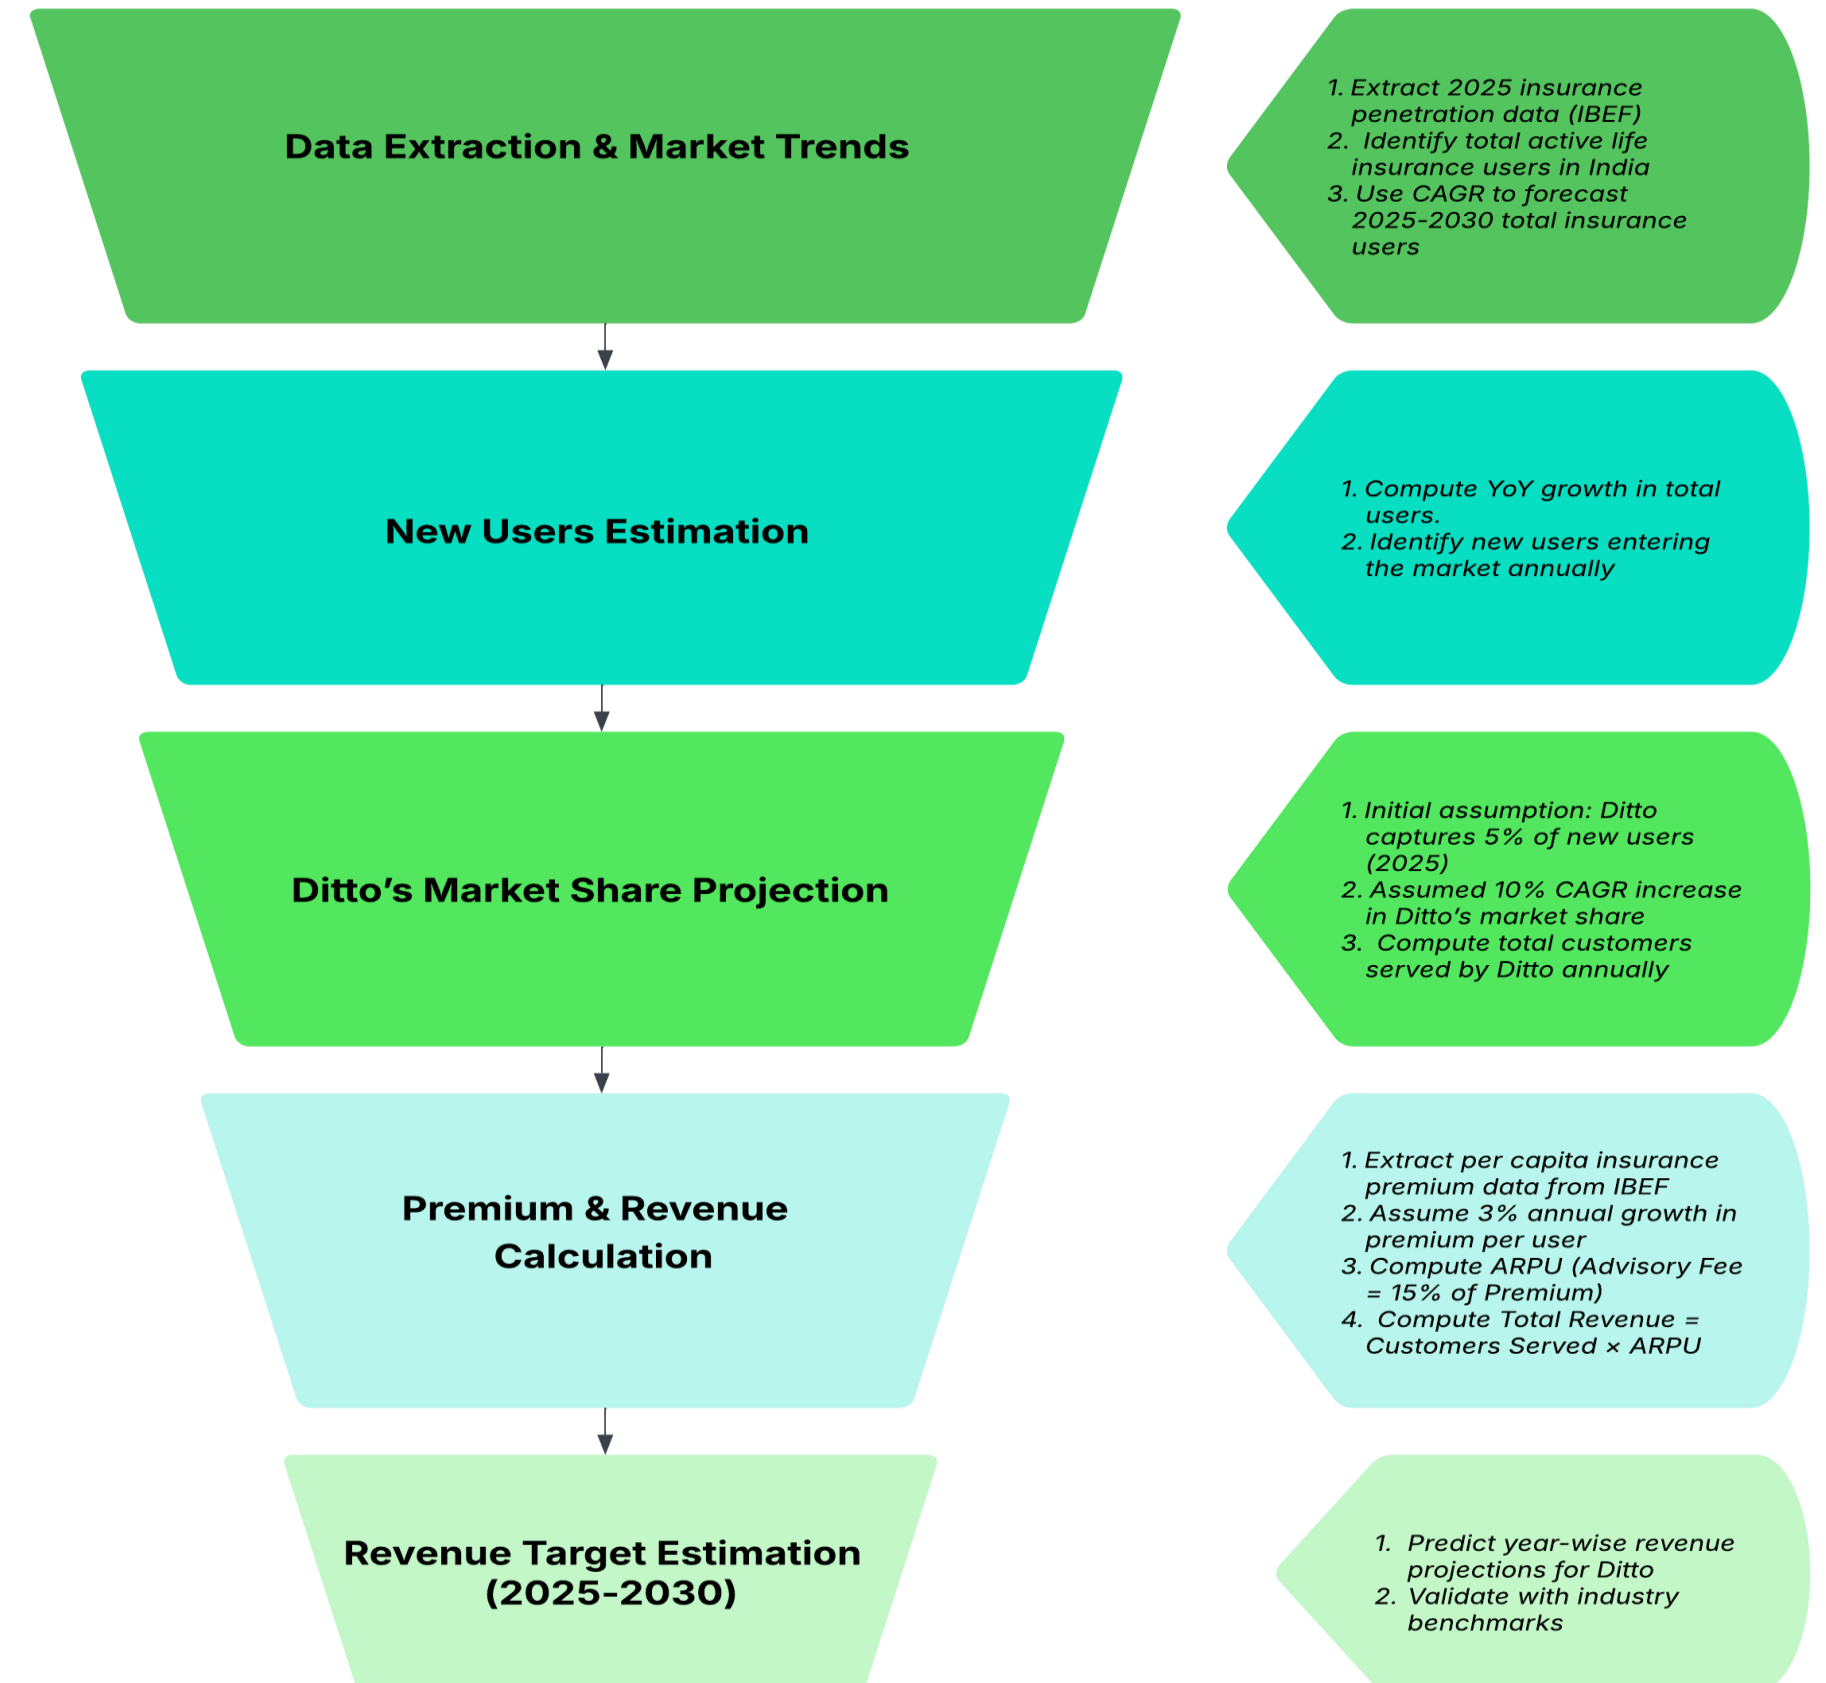 Data Extraction & Market Trends
1. Extract 2025 insurance
penetration data (IBEF)
2. Identify total active life
insurance users in India
3. Use CAGR to forecast
2025-2030 total insurance
users
New Users Estimation
1. Compute YoY growth in total
users.
2. Identify new users entering
the market annually
Ditto’s Market Share Projection
1. Initial assumption: Ditto
captures 5% of new users
(2025)
2. Assumed 10% CAGR increase
in Ditto’s market share
3. Compute total customers
served by Ditto annually
Premium & Revenue
Calculation
1. Extract per capita insurance
premium data from IBEF
2. Assume 3% annual growth in
premium per user
3. Compute ARPU (Advisory Fee
= 15% of Premium)
4. Compute Total Revenue =
Customers Served × ARPU
Revenue Target Estimation
(2025-2030)
1. Predict year-wise revenue
projections for Ditto
2. Validate with industry
benchmarks